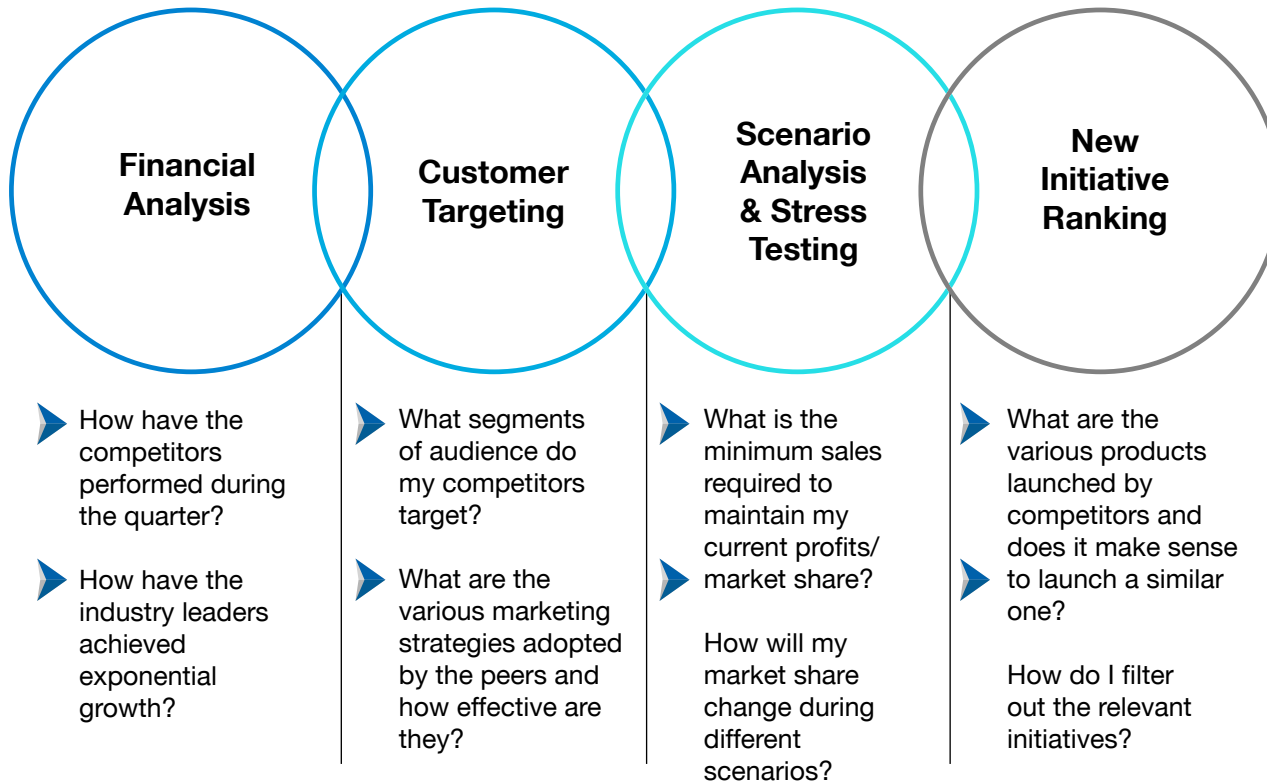 Financial
Analysis
Customer
Targeting
Scenario
Analysis
& Stress
Testing
New
Initiative
Ranking
How have the
competitors
performed during
the quarter?
How have the
industry leaders
achieved
exponential
growth?
What segments
of audience do
my competitors
target?
What are the
various marketing
strategies adopted
by the peers and
how effective are
they?
What is the
minimum sales
required to
maintain my
current profits/
market share?
How will my
market share
change during
different
scenarios?
What are the
various products
launched by
competitors and
does it make sense
to launch a similar
one?
How do I filter
out the relevant
initiatives?